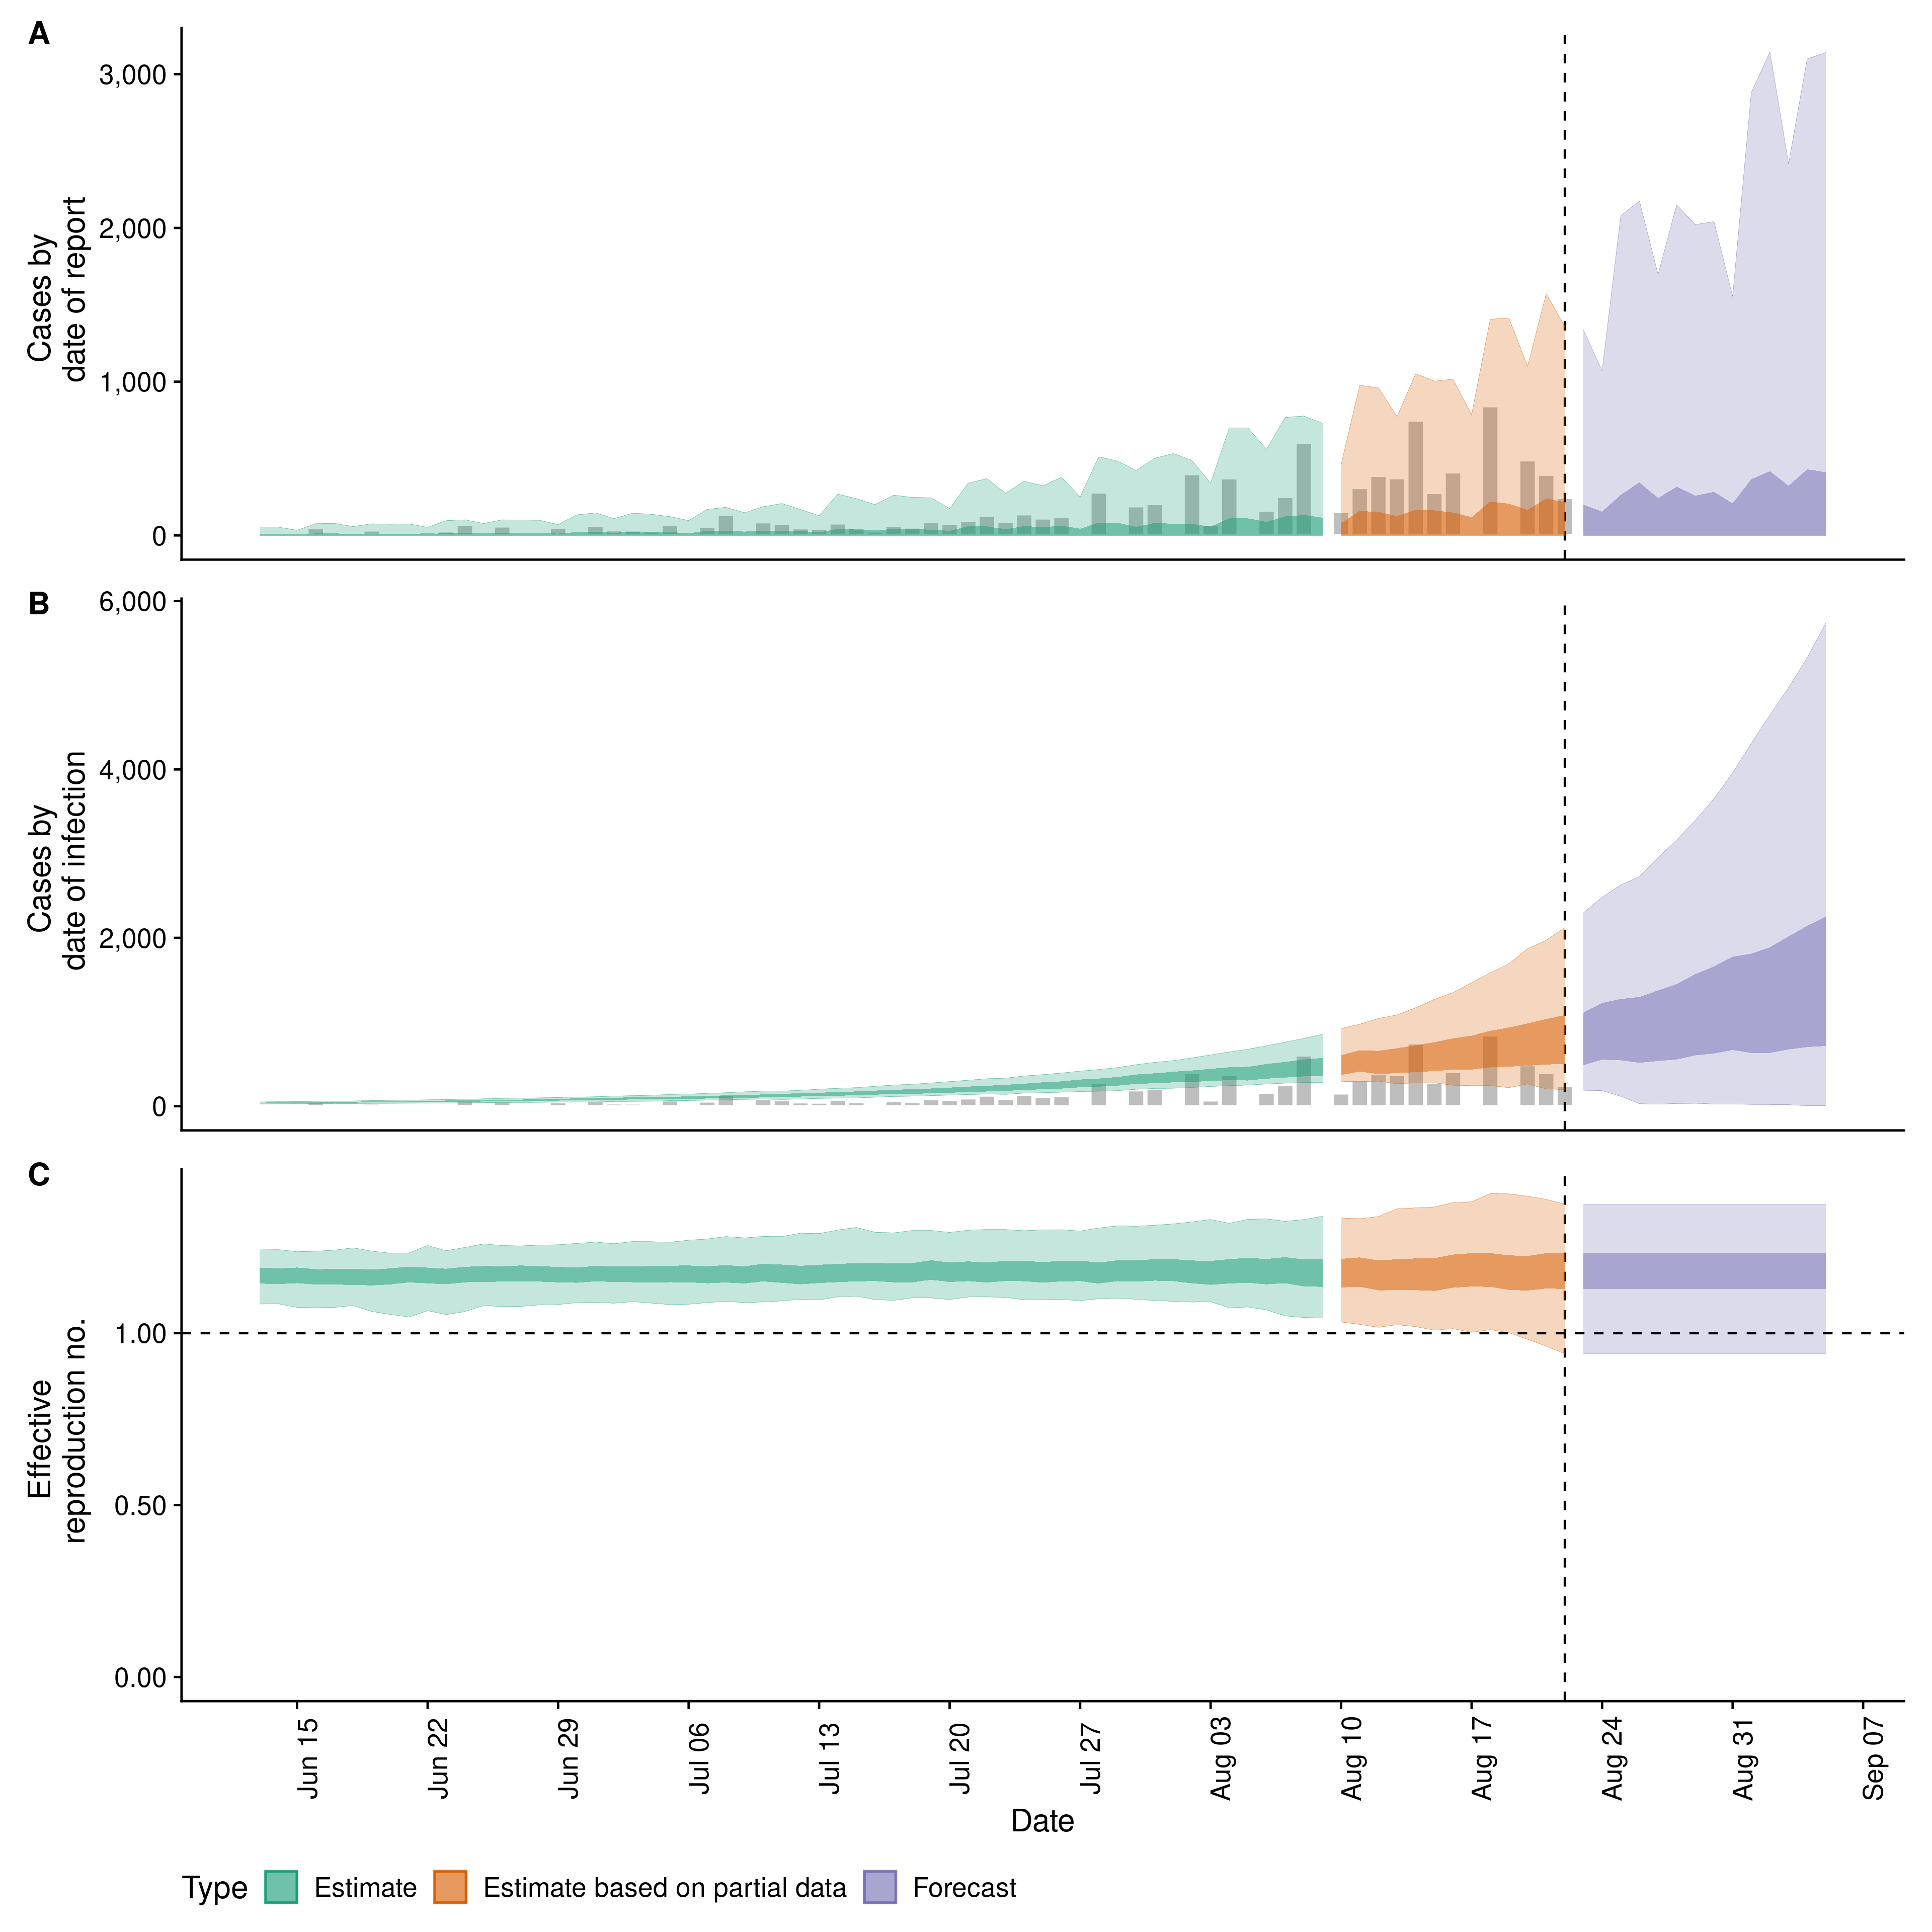 A
Cases by
date of report
3,000
2,000
1,000
0
B
Cases by
date of infection
6,000
4,000
2,000
0
C
Effective
reproduction no.
1.00
0.50
0.00
Jun 15
Jun 22
Jun 29
Jul 06
Jul 13
Jul 20
Jul 27
Aug 03
Aug 10
Aug 17
Aug 24
Aug 31
Sep 07
Date
Type Estimate Estimate based on partial data Forecast